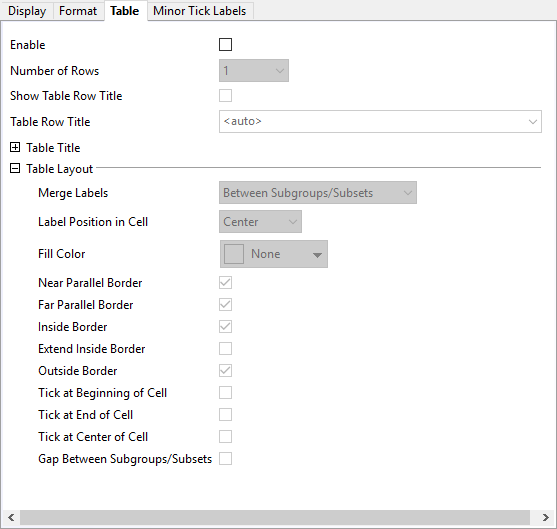 Display Format Table Minor Tick Labels
Enable
Number of Rows 1
Show Table Row Title
Table Row Title <auto>
Table Title
Table Layout
Merge Labels Between Subgroups/Subsets
Label Position in Cell Center
Fill Color None
Near Parallel Border
Far Parallel Border
Inside Border
Extend Inside Border
Outside Border
Tick at Beginning of Cell
Tick at End of Cell
Tick at Center of Cell
Gap Between Subgroups/Subsets